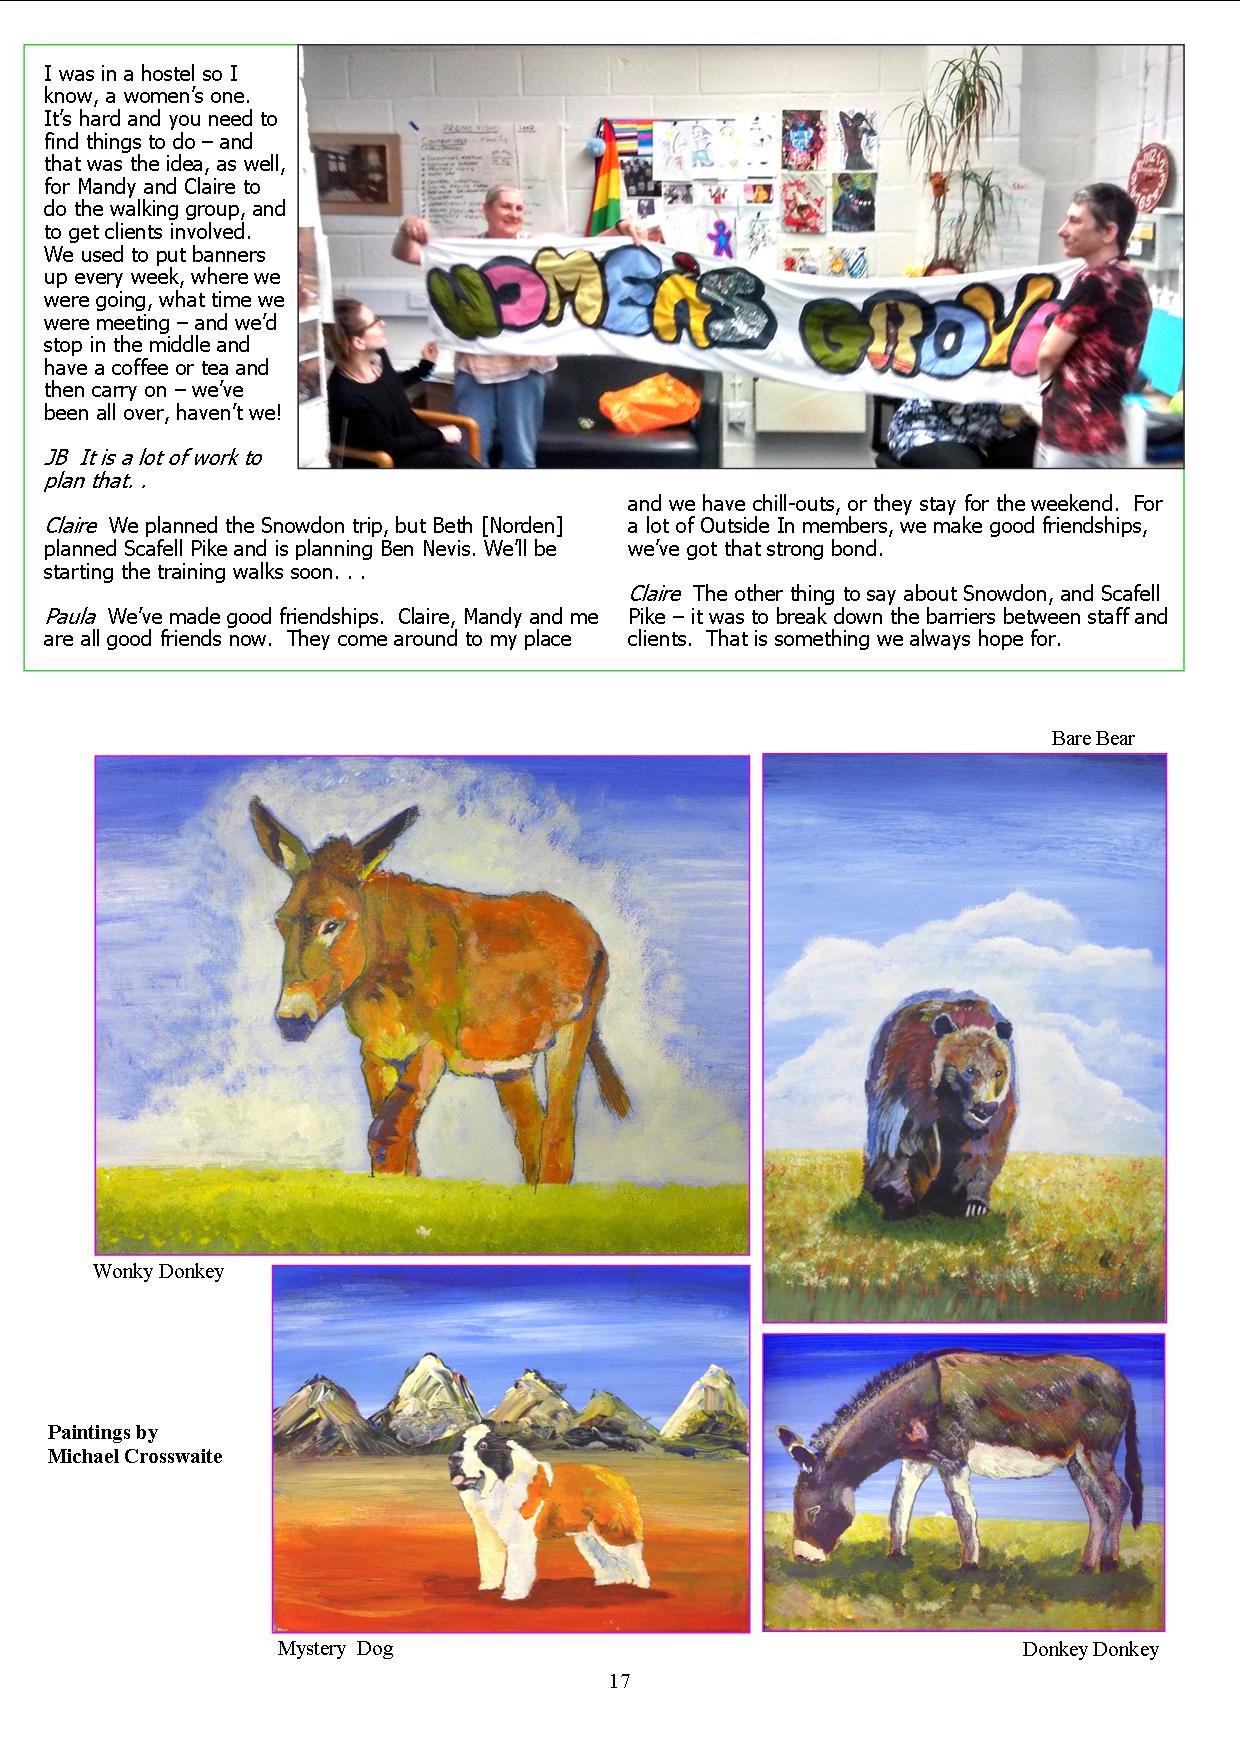 I was in a hostel so I
know, a women's one.
It's hard and you need to
find things to do – and
that was the idea, as well,
for Mandy and Claire to
do the walking group, and
to get clients involved.
We used to put banners
up every week, where we
were going, what time we
were meeting – and we'd
stop in the middle and
have a coffee or tea and
then carry on – we've
been all over, haven't we!
JB It is a lot of work to
plan that. .
Claire We planned the Snowdon trip, but Beth [Norden]
planned Scafell Pike and is planning Ben Nevis. We'll be
starting the training walks soon. . .
Paula We've made good friendships. Claire, Mandy and me
are all good friends now. They come around to my place
PROMO VIDEO
WOMEN'S GROU
and we have chill-outs, or they stay for the weekend. For
a lot of Outside In members, we make good friendships,
we've got that strong bond.
Claire The other thing to say about Snowdon, and Scafell
Pike – it was to break down the barriers between staff and
clients. That is something we always hope for.
Bare Bear
Wonky Donkey
Paintings by
Michael Crosswaite
Mystery Dog
Donkey Donkey
17